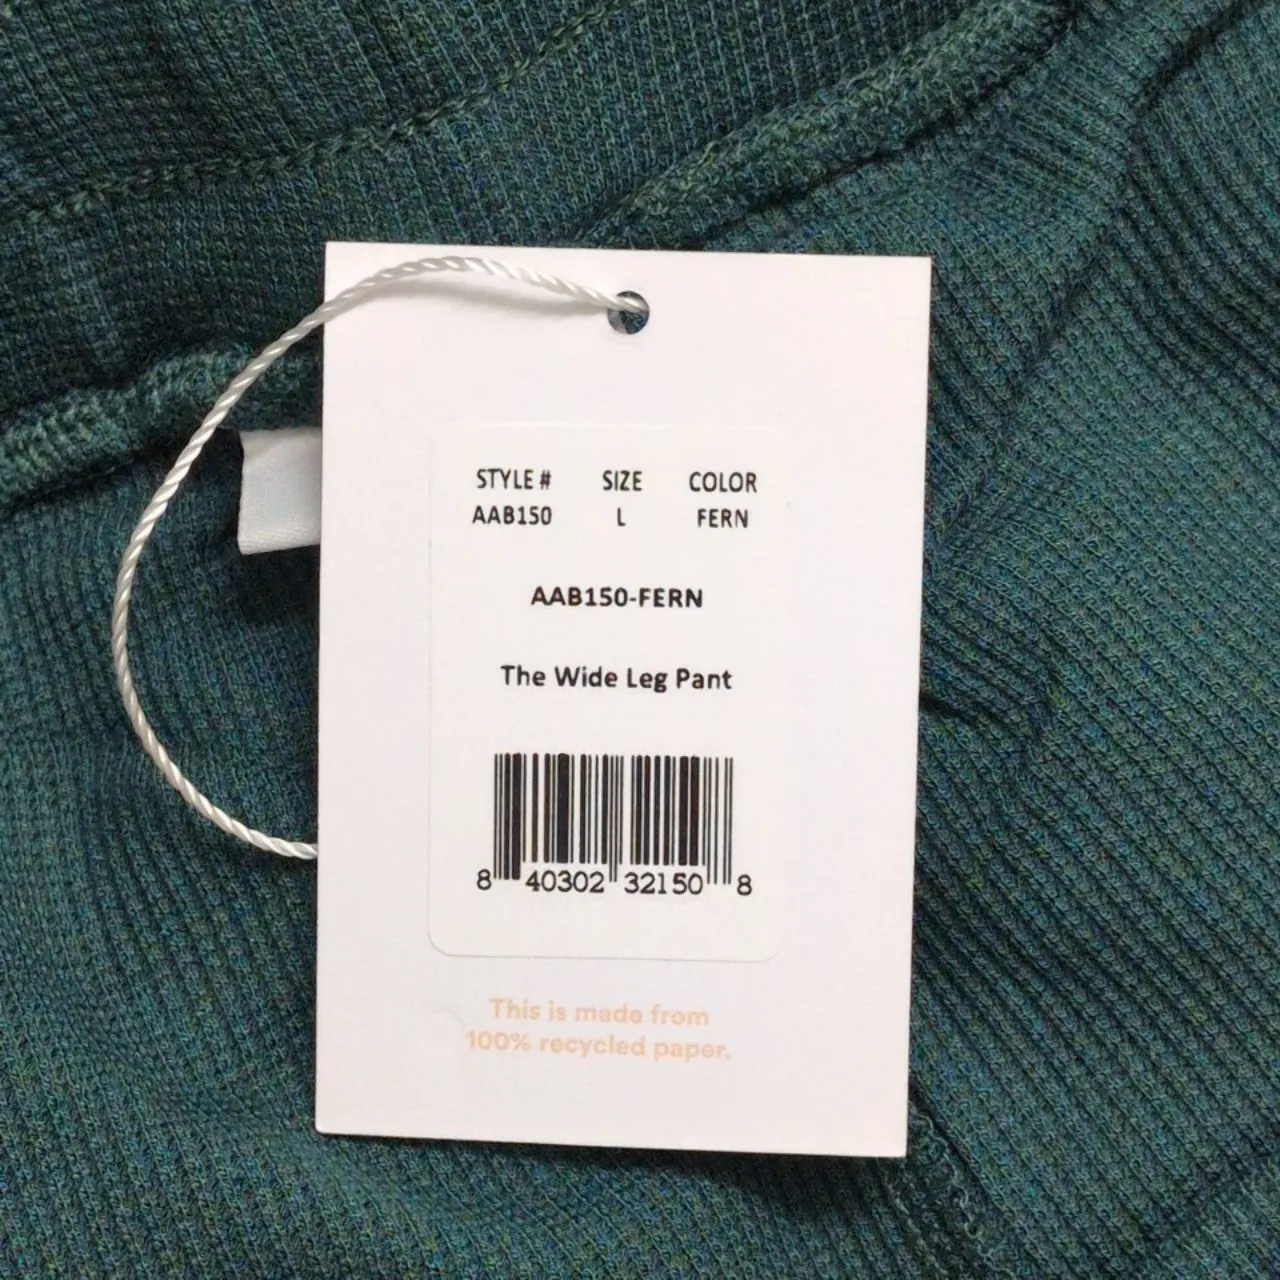 STYLE # SIZE COLOR
AAB150 L FERN
AAB150-FERN
The Wide Leg Pant
8 40302 32150 8
This is made from
100% recycled paper.